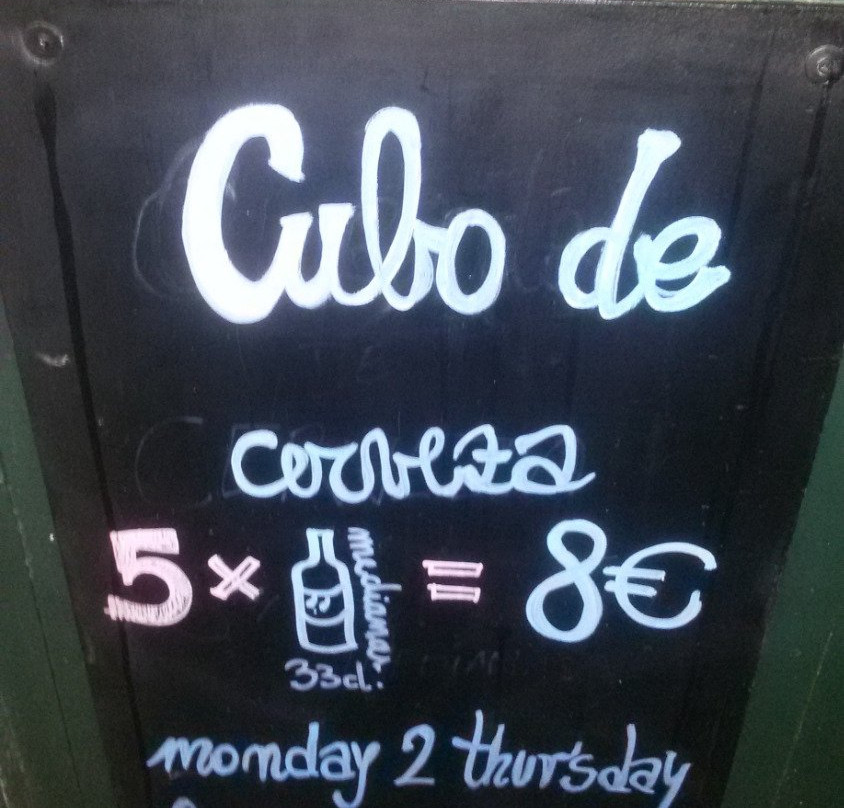 Cubo de
cerveza
5 x medianas = 8€
33cl.
monday 2 thursday